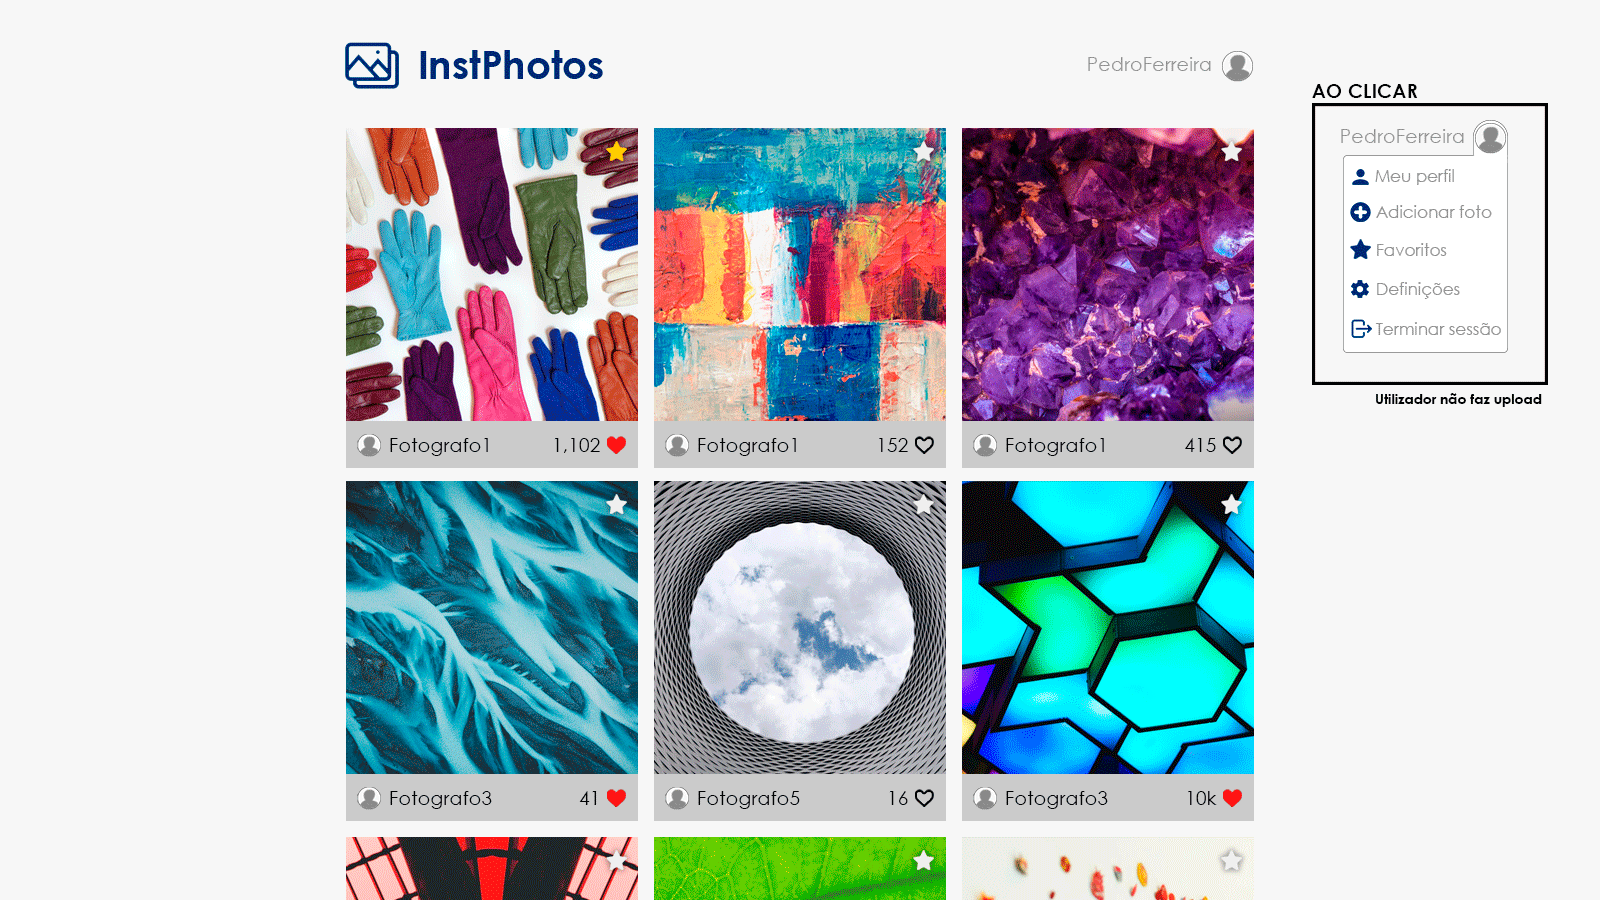 InstPhotos
PedroFerreira
AO CLICAR
PedroFerreira
Meu perfil
Adicionar foto
Favoritos
Definições
Terminar sessão
Utilizador não faz upload
Fotografo1 1,102
Fotografo1 152
Fotografo1 415
Fotografo3 41
Fotografo5 16
Fotografo3 10k